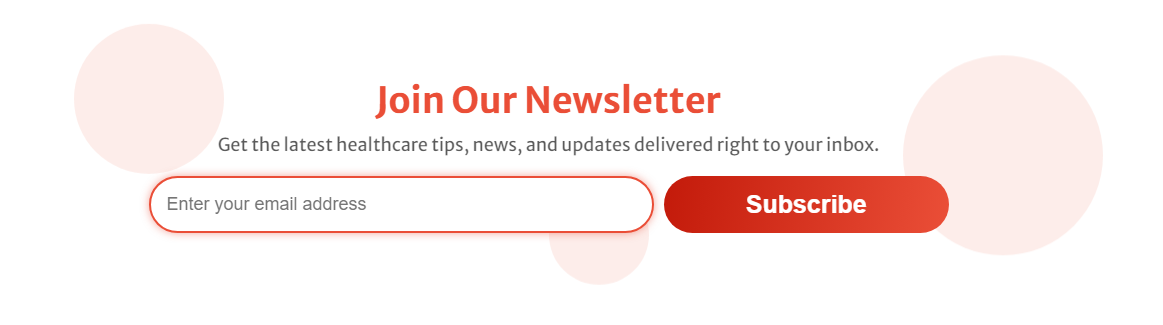 Join Our Newsletter
Get the latest healthcare tips, news, and updates delivered right to your inbox.
Enter your email address
Subscribe